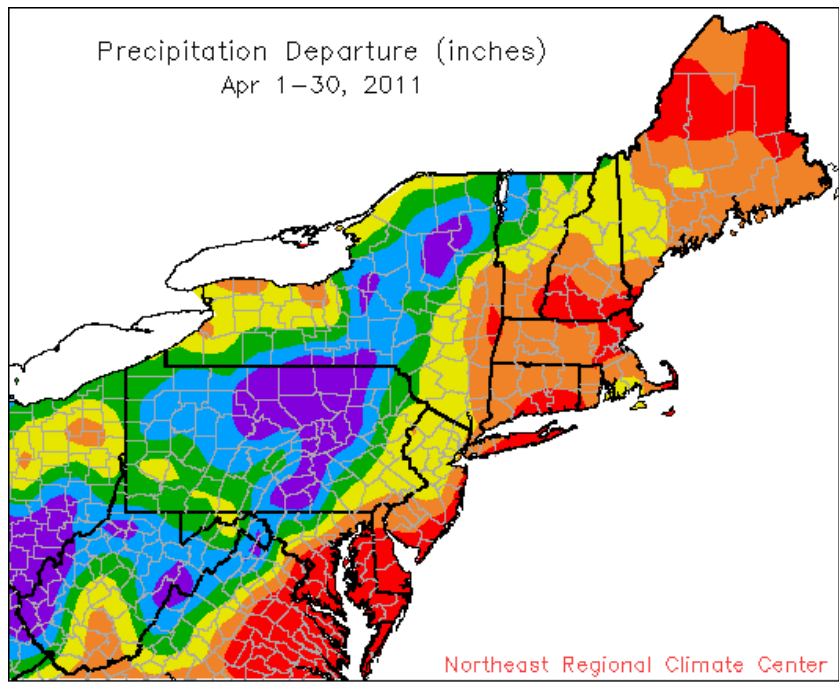 Precipitation Departure (inches)
Apr 1-30, 2011
Northeast Regional Climate Center